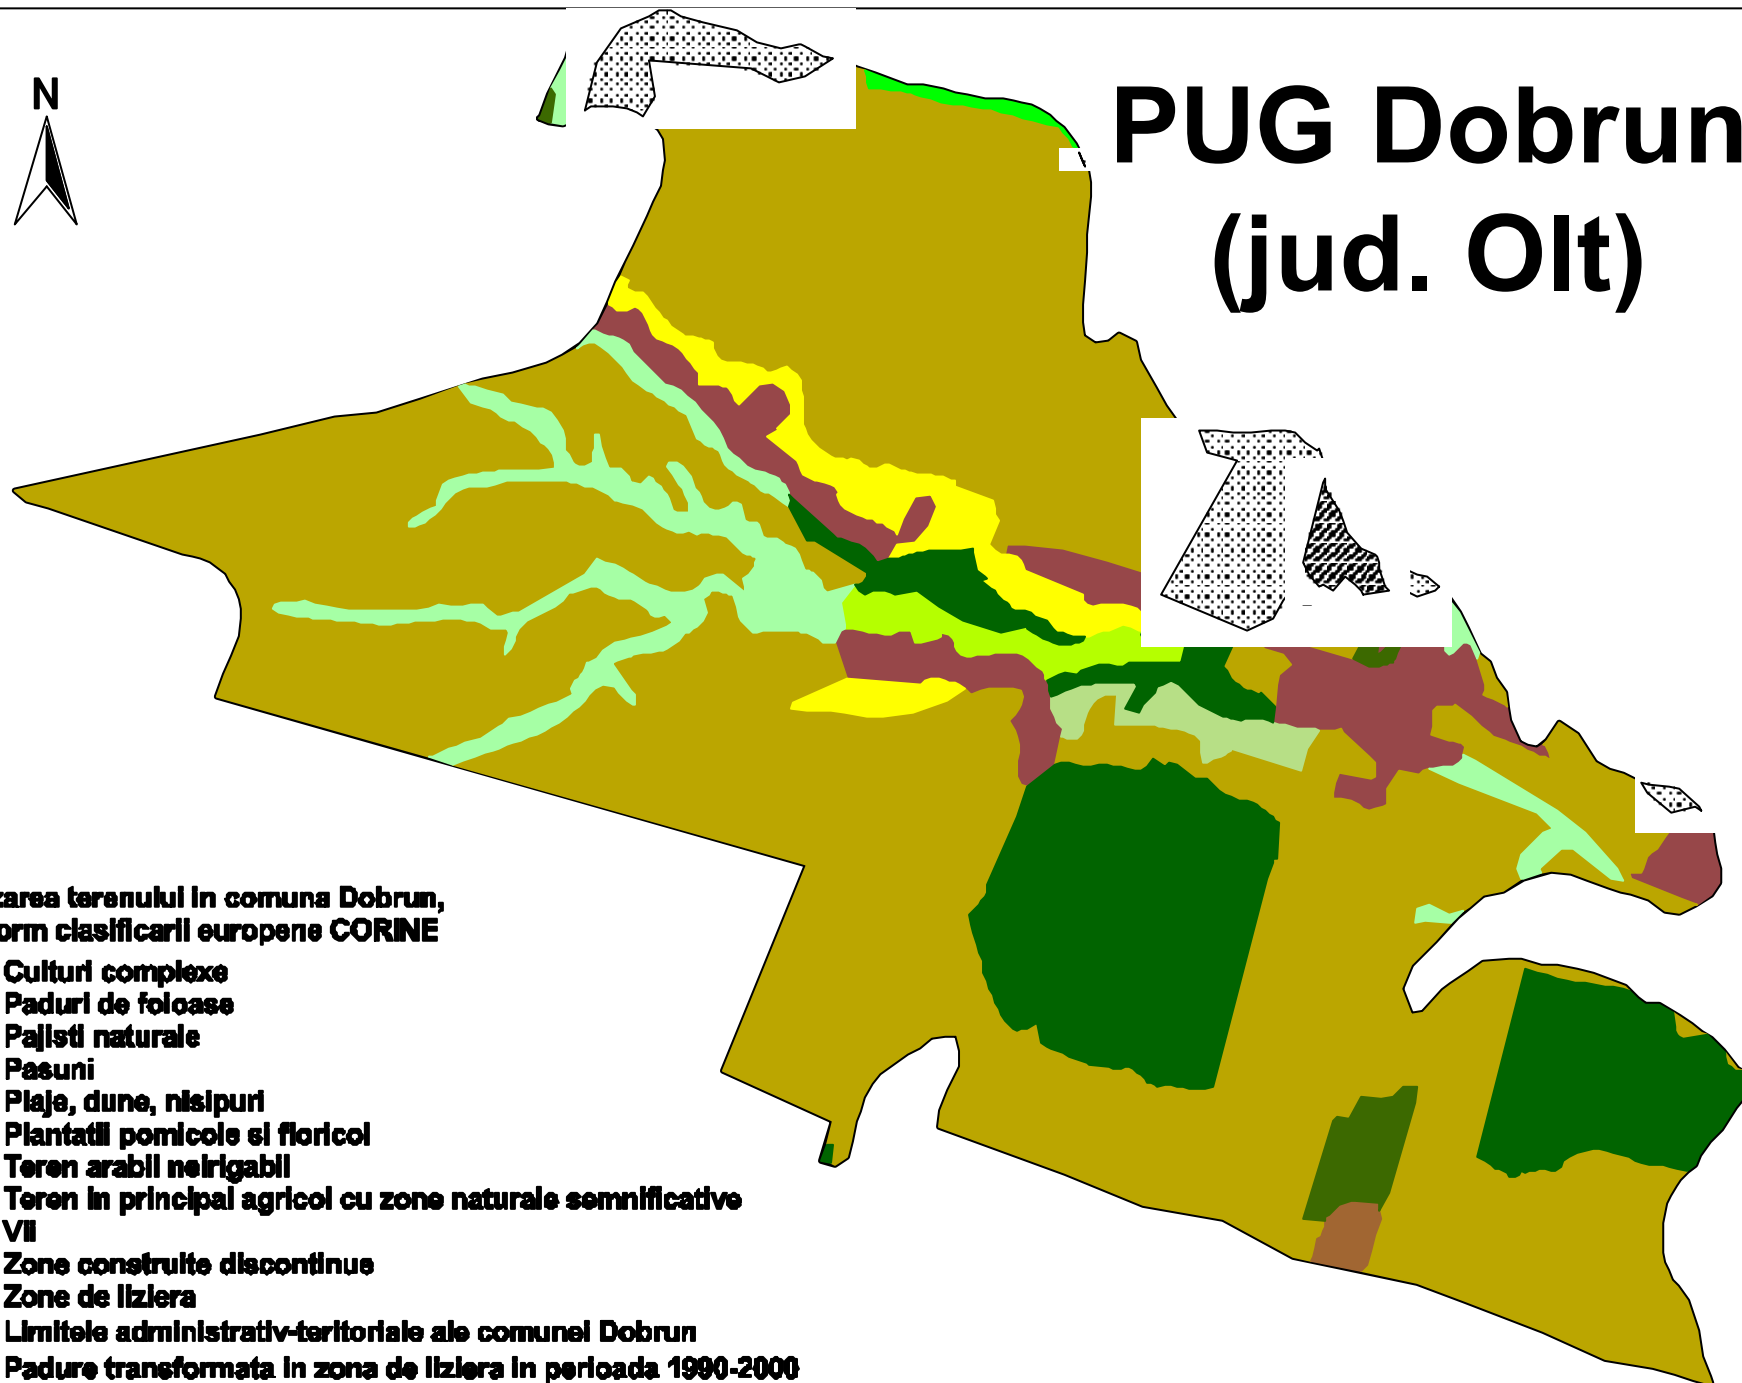 N
PUG Dobrun
(jud. Olt)
zarea terenului in comuna Dobrun,
orm clasificarii europene CORINE
Culturi complexe
Paduri de foioase
Pajisti naturale
Pasuni
Plaje, dune, nisipuri
Plantatii pomicole si floricol
Teren arabil neirigabil
Teren in principal agricol cu zone naturale semnificative
Vii
Zone construite discontinue
Zone de liziera
Limitele administrativ-teritoriale ale comunei Dobrun
Padure transformata in zona de liziera in perioada 1990-2000